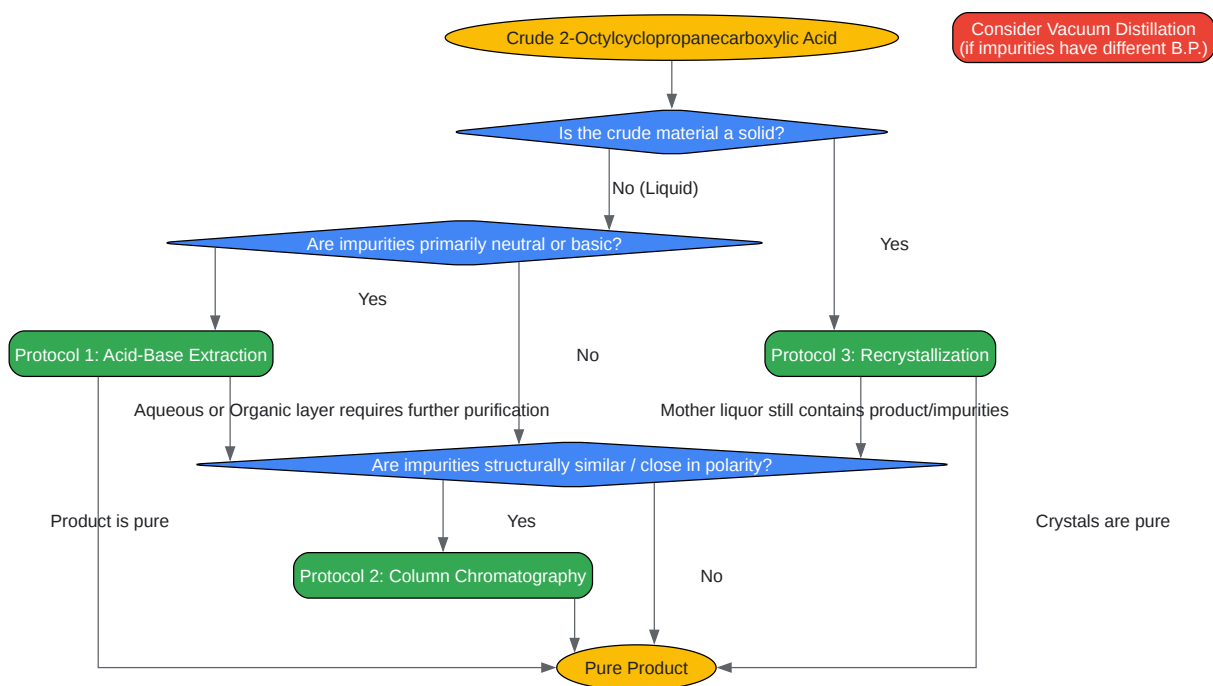 Crude 2-Octylcyclopropanecarboxylic Acid
Consider Vacuum Distillation
(if impurities have different B.P.)
Is the crude material a solid?
No (Liquid)
Are impurities primarily neutral or basic?
Yes
Yes
Protocol 1: Acid-Base Extraction
No
Protocol 3: Recrystallization
Aqueous or Organic layer requires further purification
Mother liquor still contains product/impurities
Are impurities structurally similar / close in polarity?
Product is pure
Yes
Crystals are pure
Protocol 2: Column Chromatography
No
Pure Product